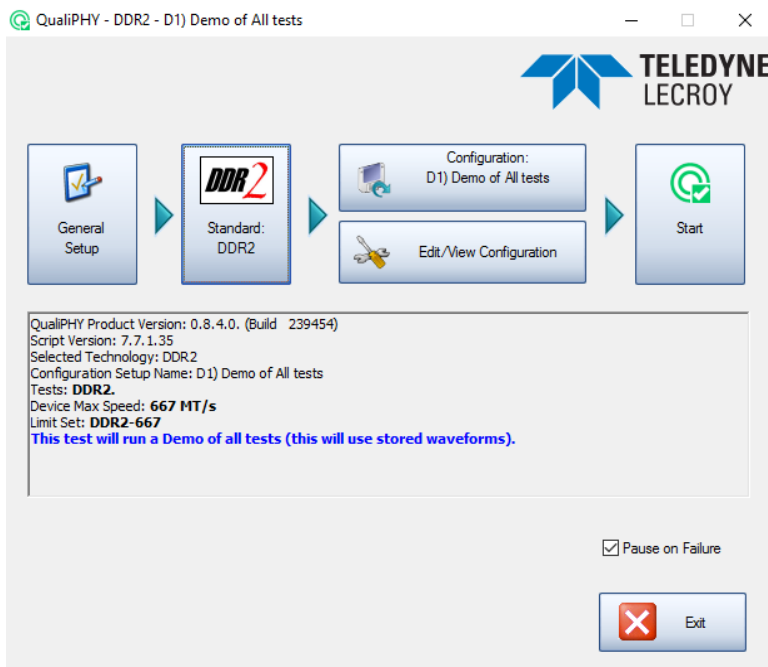 QualiPHY - DDR2 - D1) Demo of All tests
TELEDYNE
LECROY
General
Setup
DDR2
Standard:
DDR2
Configuration:
D1) Demo of All tests
Edit/View Configuration
Start
QualiPHY Product Version: 0.8.4.0. (Build 239454)
Script Version: 7.7.1.35
Selected Technology: DDR2
Configuration Setup Name: D1) Demo of All tests
Tests: DDR2.
Device Max Speed: 667 MT/s
Limit Set: DDR2-667
This test will run a Demo of all tests (this will use stored waveforms).
Pause on Failure
Exit